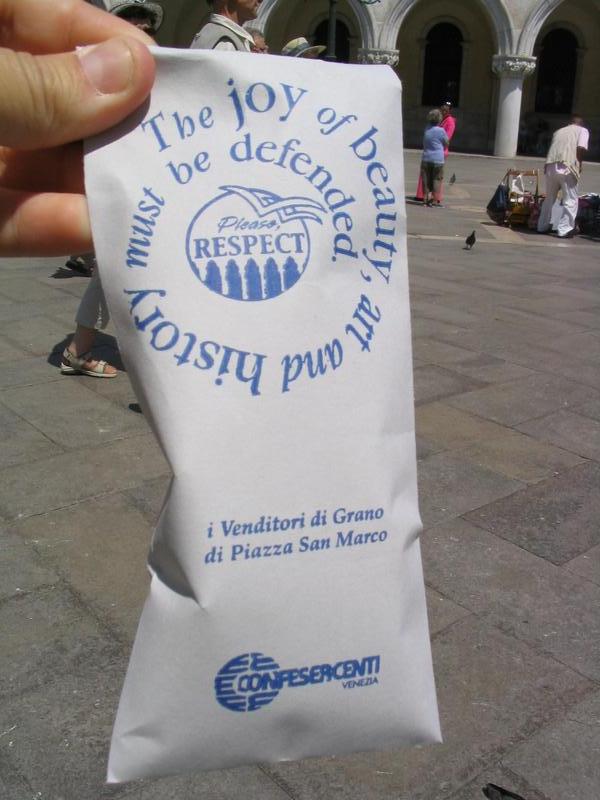 The joy of beauty, art and history must be defended.
Please,
RESPECT
i Venditori di Grano
di Piazza San Marco
CONFESERCENTI
VENEZIA